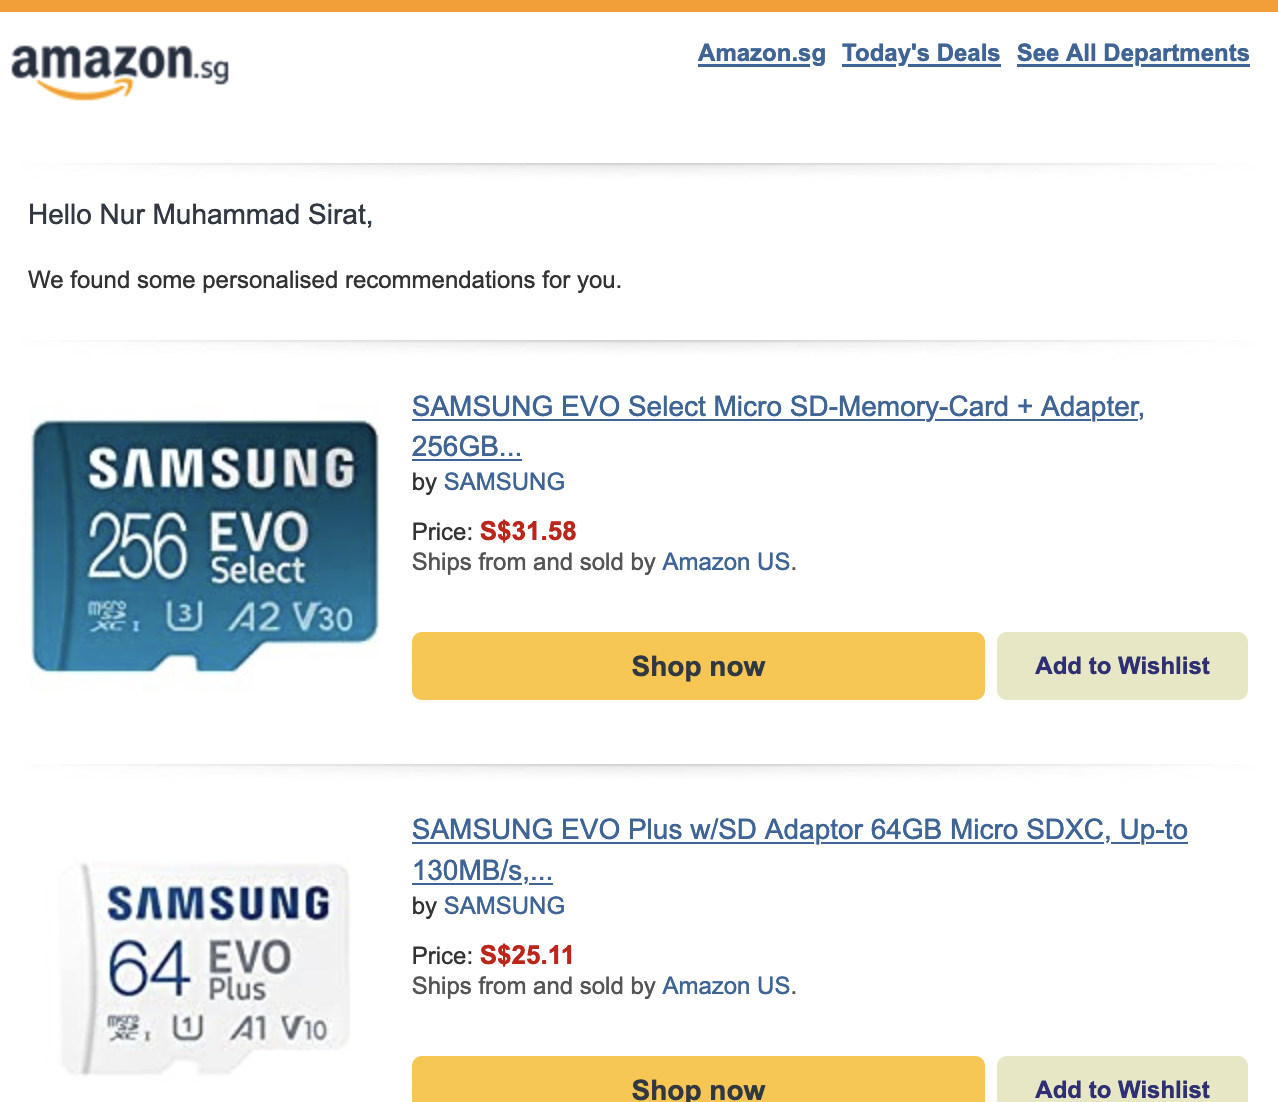 amazon.sg
Amazon.sg Today's Deals See All Departments
Hello Nur Muhammad Sirat,
We found some personalised recommendations for you.
SAMSUNG EVO Select Micro SD-Memory-Card + Adapter,
256GB...
by SAMSUNG
Price: S$31.58
Ships from and sold by Amazon US.
Shop now Add to Wishlist
SAMSUNG
256 EVO
Select
micro SD XC I U3 A2 V30
SAMSUNG EVO Plus w/SD Adaptor 64GB Micro SDXC, Up-to
130MB/s,...
by SAMSUNG
Price: S$25.11
Ships from and sold by Amazon US.
Shop now Add to Wishlist
SAMSUNG
64 EVO
Plus
micro SD XC I U1 A1 V10